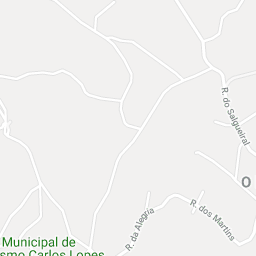 R. do Salgueiral
O
R. dos Martins
R. da Alegria
Municipal de
smo Carlos Lopes